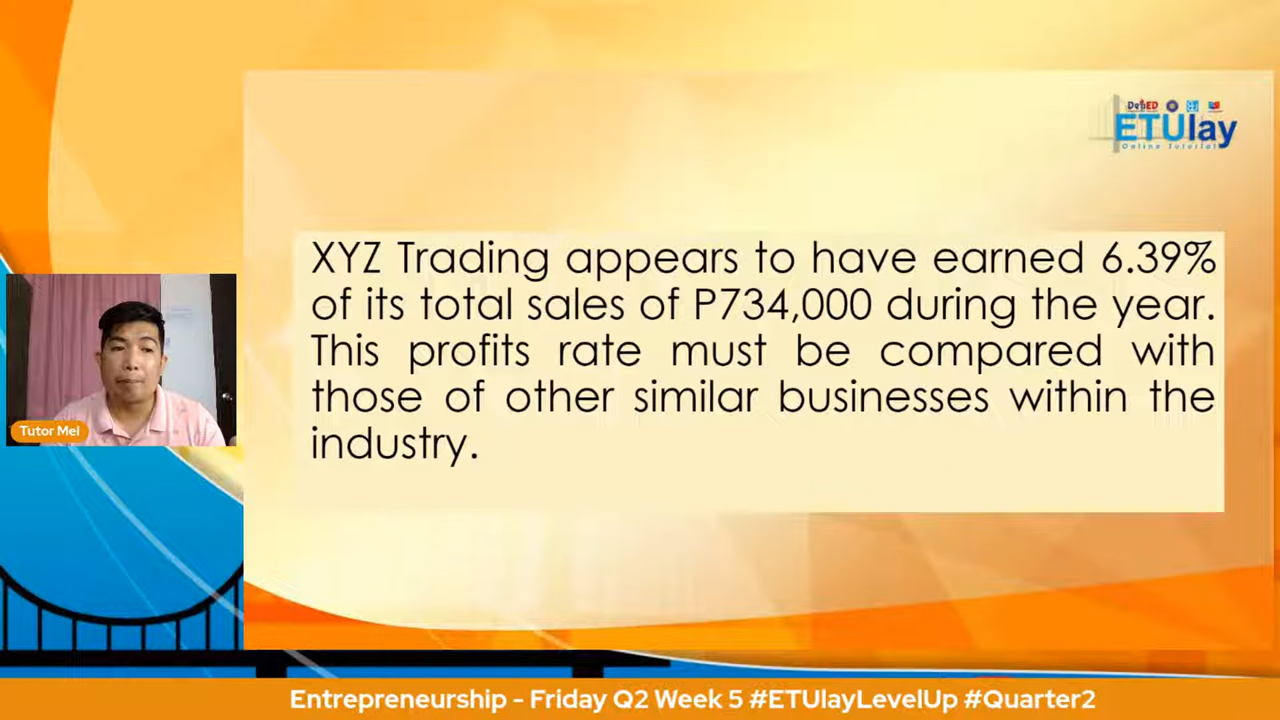 DepED
ETUlay
Online Tutorial
XYZ Trading appears to have earned 6.39%
of its total sales of P734,000 during the year.
This profits rate must be compared with
those of other similar businesses within the
industry.
Tutor Mel
Entrepreneurship - Friday Q2 Week 5 #ETUlayLevelUp #Quarter2